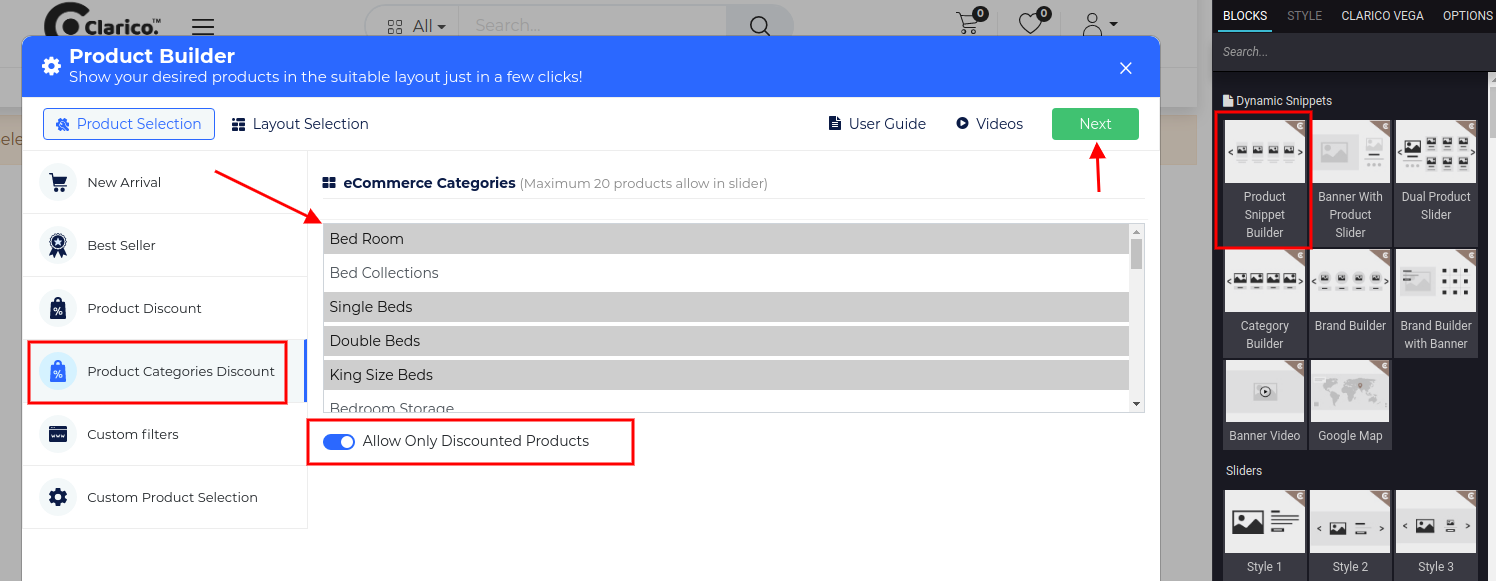 Clarico.™
All
Search...
0
0
Product Builder
Show your desired products in the suitable layout just in a few clicks!
Product Selection
Layout Selection
User Guide
Videos
Next
New Arrival
Best Seller
Product Discount
Product Categories Discount
Custom filters
Custom Product Selection
eCommerce Categories (Maximum 20 products allow in slider)
Bed Room
Bed Collections
Single Beds
Double Beds
King Size Beds
Bedroom Storage
Allow Only Discounted Products
BLOCKS
STYLE
CLARICO VEGA
OPTIONS
Search...
Dynamic Snippets
Product
Snippet
Builder
Banner With
Product
Slider
Dual Product
Slider
Category
Builder
Brand Builder
Brand Builder
with Banner
Banner Video
Google Map
Sliders
Style 1
Style 2
Style 3